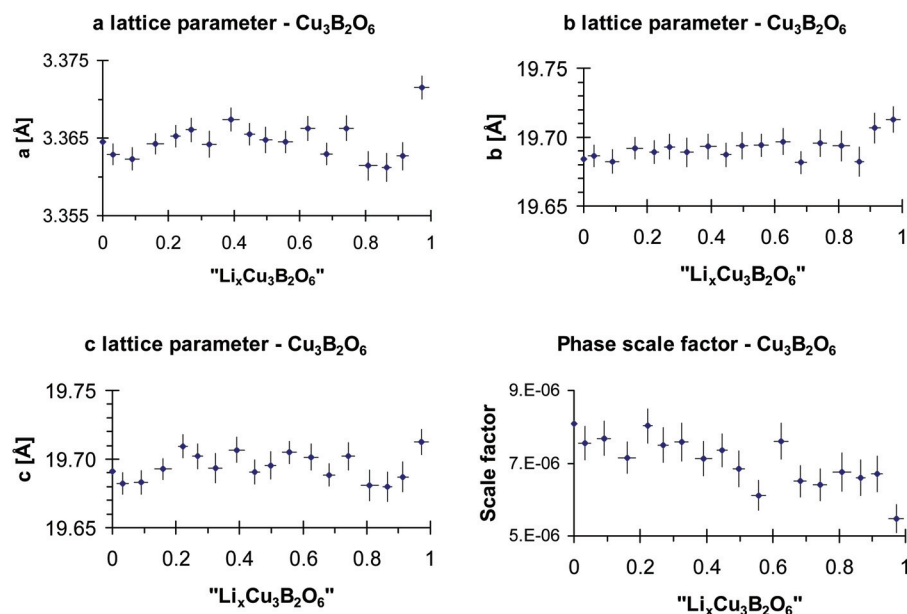 a lattice parameter - Cu₃B₂O₆
3.375
3.365
3.355
a [Å]
0 0.2 0.4 0.6 0.8 1
"LiₓCu₃B₂O₆"
b lattice parameter - Cu₃B₂O₆
19.75
19.70
19.65
b [Å]
0 0.2 0.4 0.6 0.8 1
"LiₓCu₃B₂O₆"
c lattice parameter - Cu₃B₂O₆
19.75
19.70
19.65
c [Å]
0 0.2 0.4 0.6 0.8 1
"LiₓCu₃B₂O₆"
Phase scale factor - Cu₃B₂O₆
9.E-06
7.E-06
5.E-06
Scale factor
0 0.2 0.4 0.6 0.8 1
"LiₓCu₃B₂O₆"